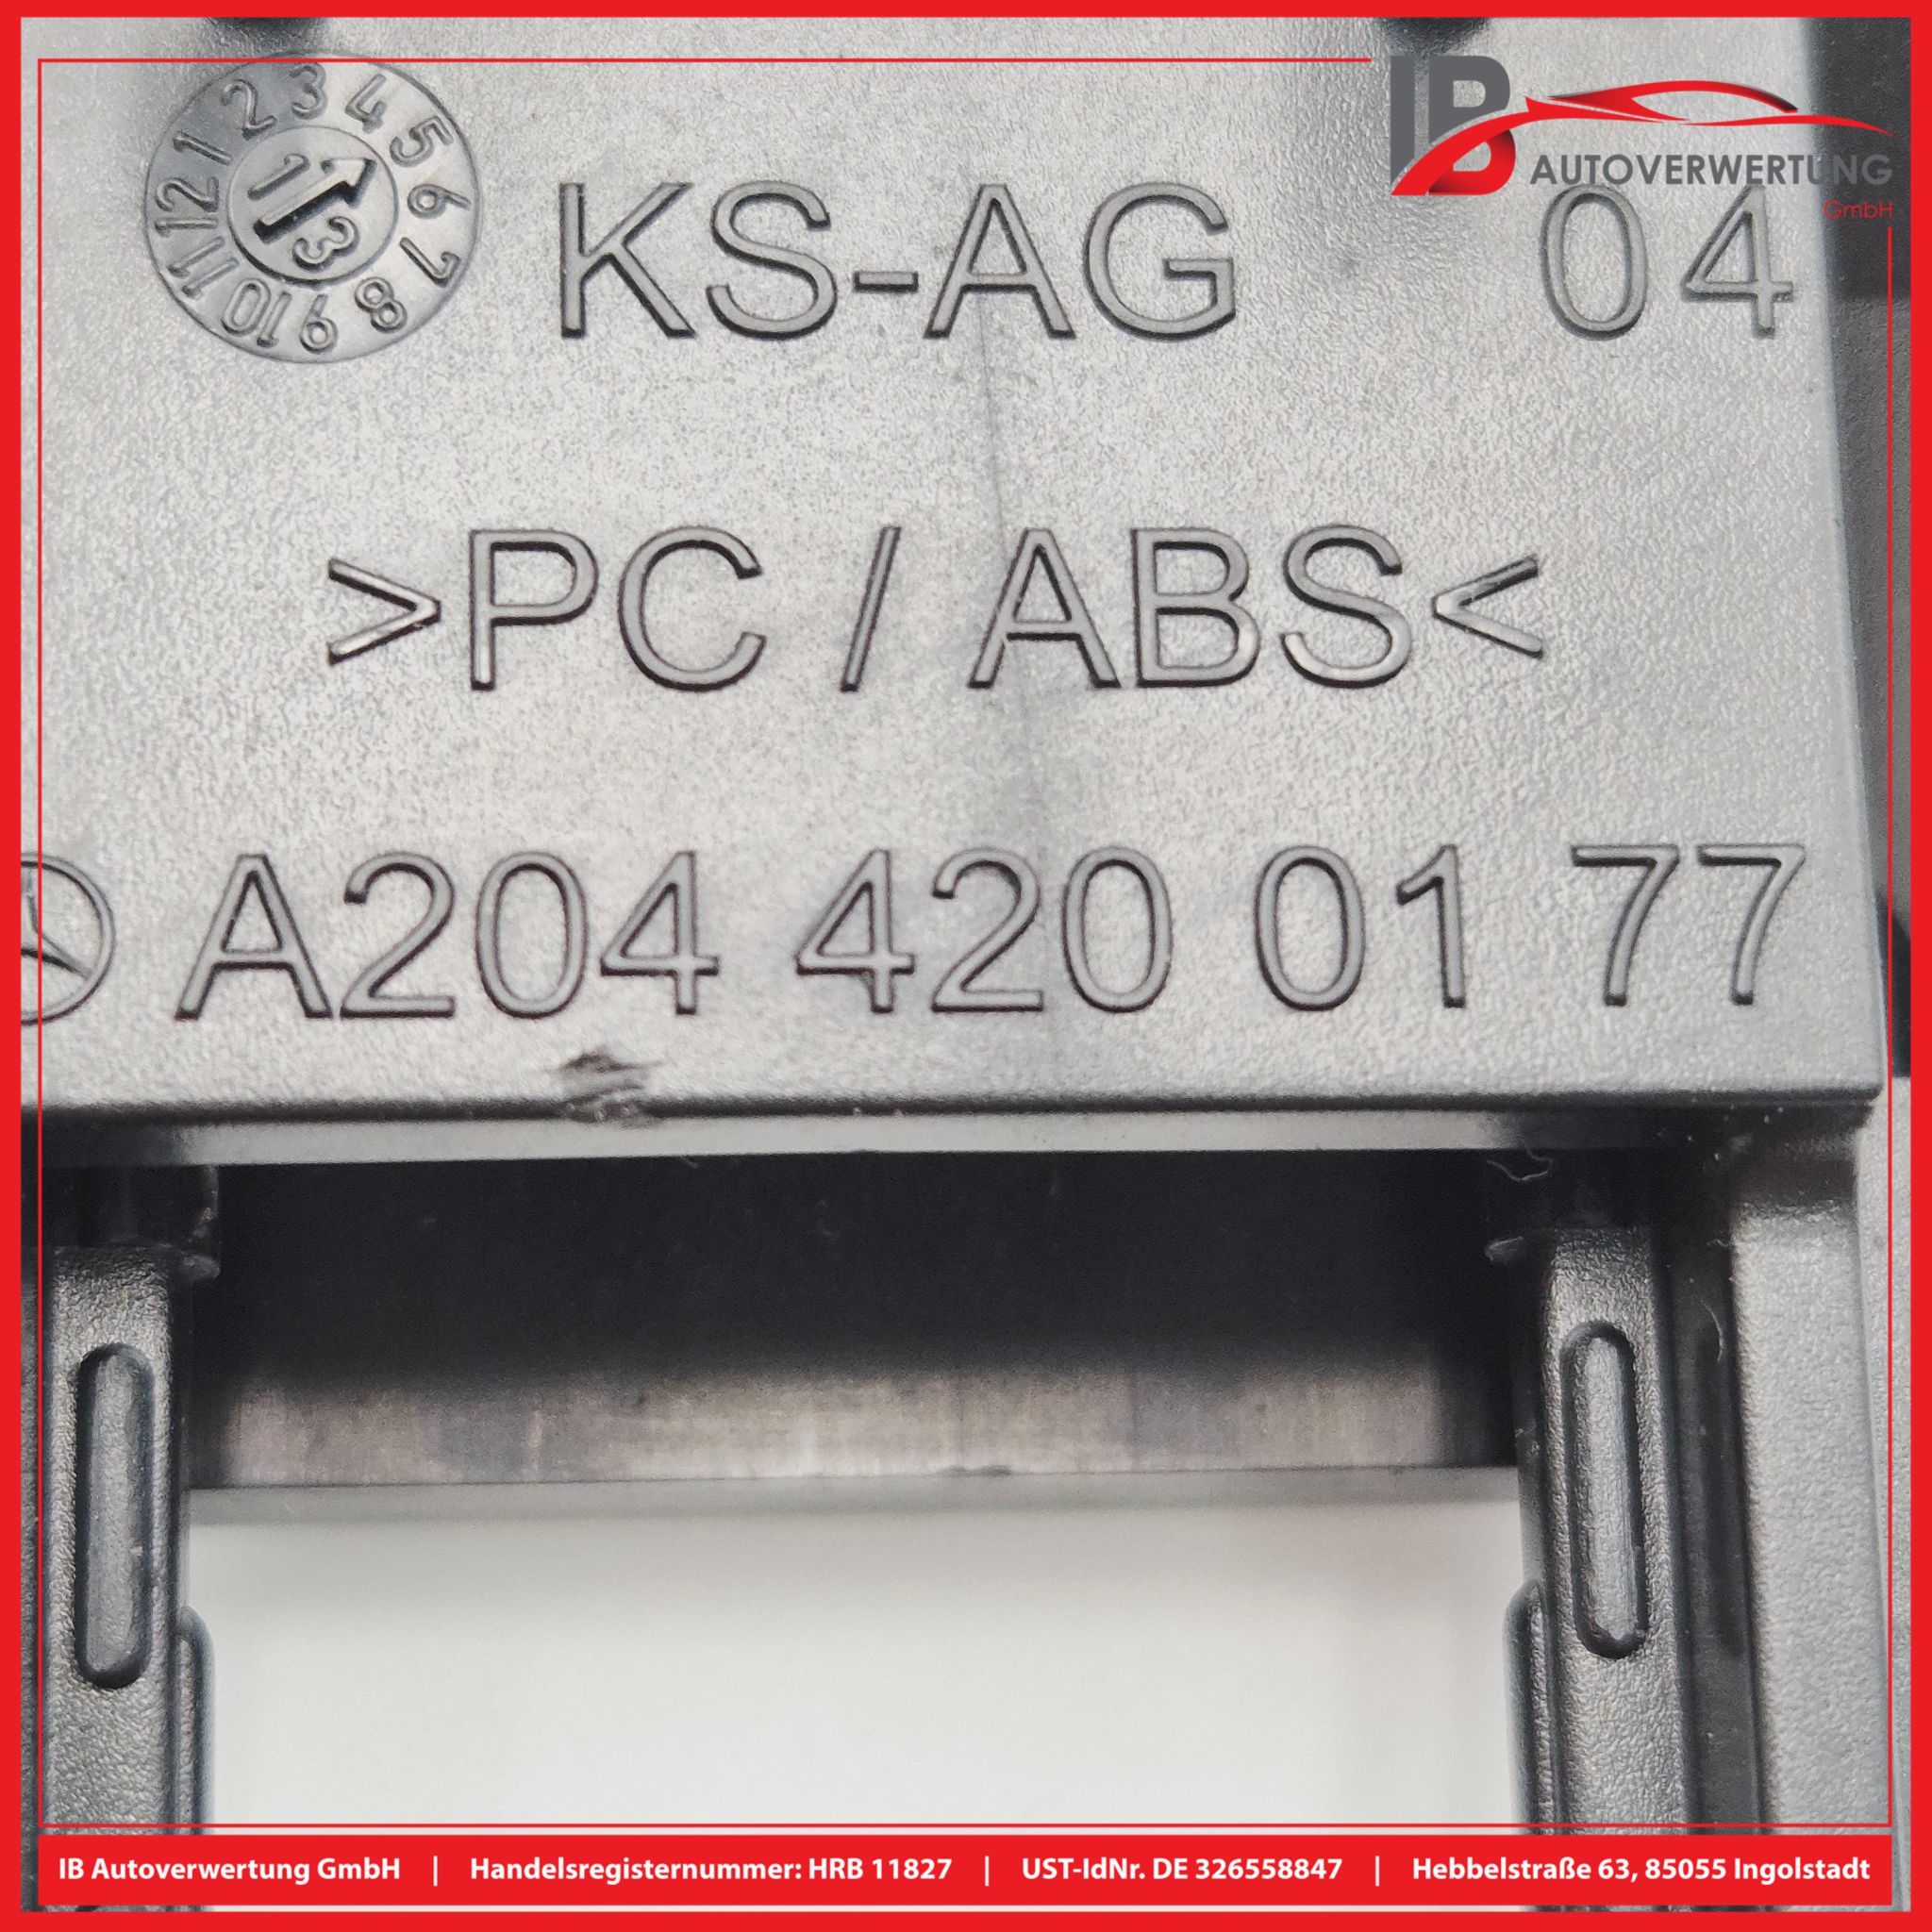 IB
AUTOVERWERTUNG
GmbH
1 2 3 4 5 6 7 8 9 10 11 12
1 3
KS-AG 04
>PC / ABS<
A204 420 01 77
IB Autoverwertung GmbH | Handelsregisternummer: HRB 11827 | UST-IdNr. DE 326558847 | Hebbelstraße 63, 85055 Ingolstadt